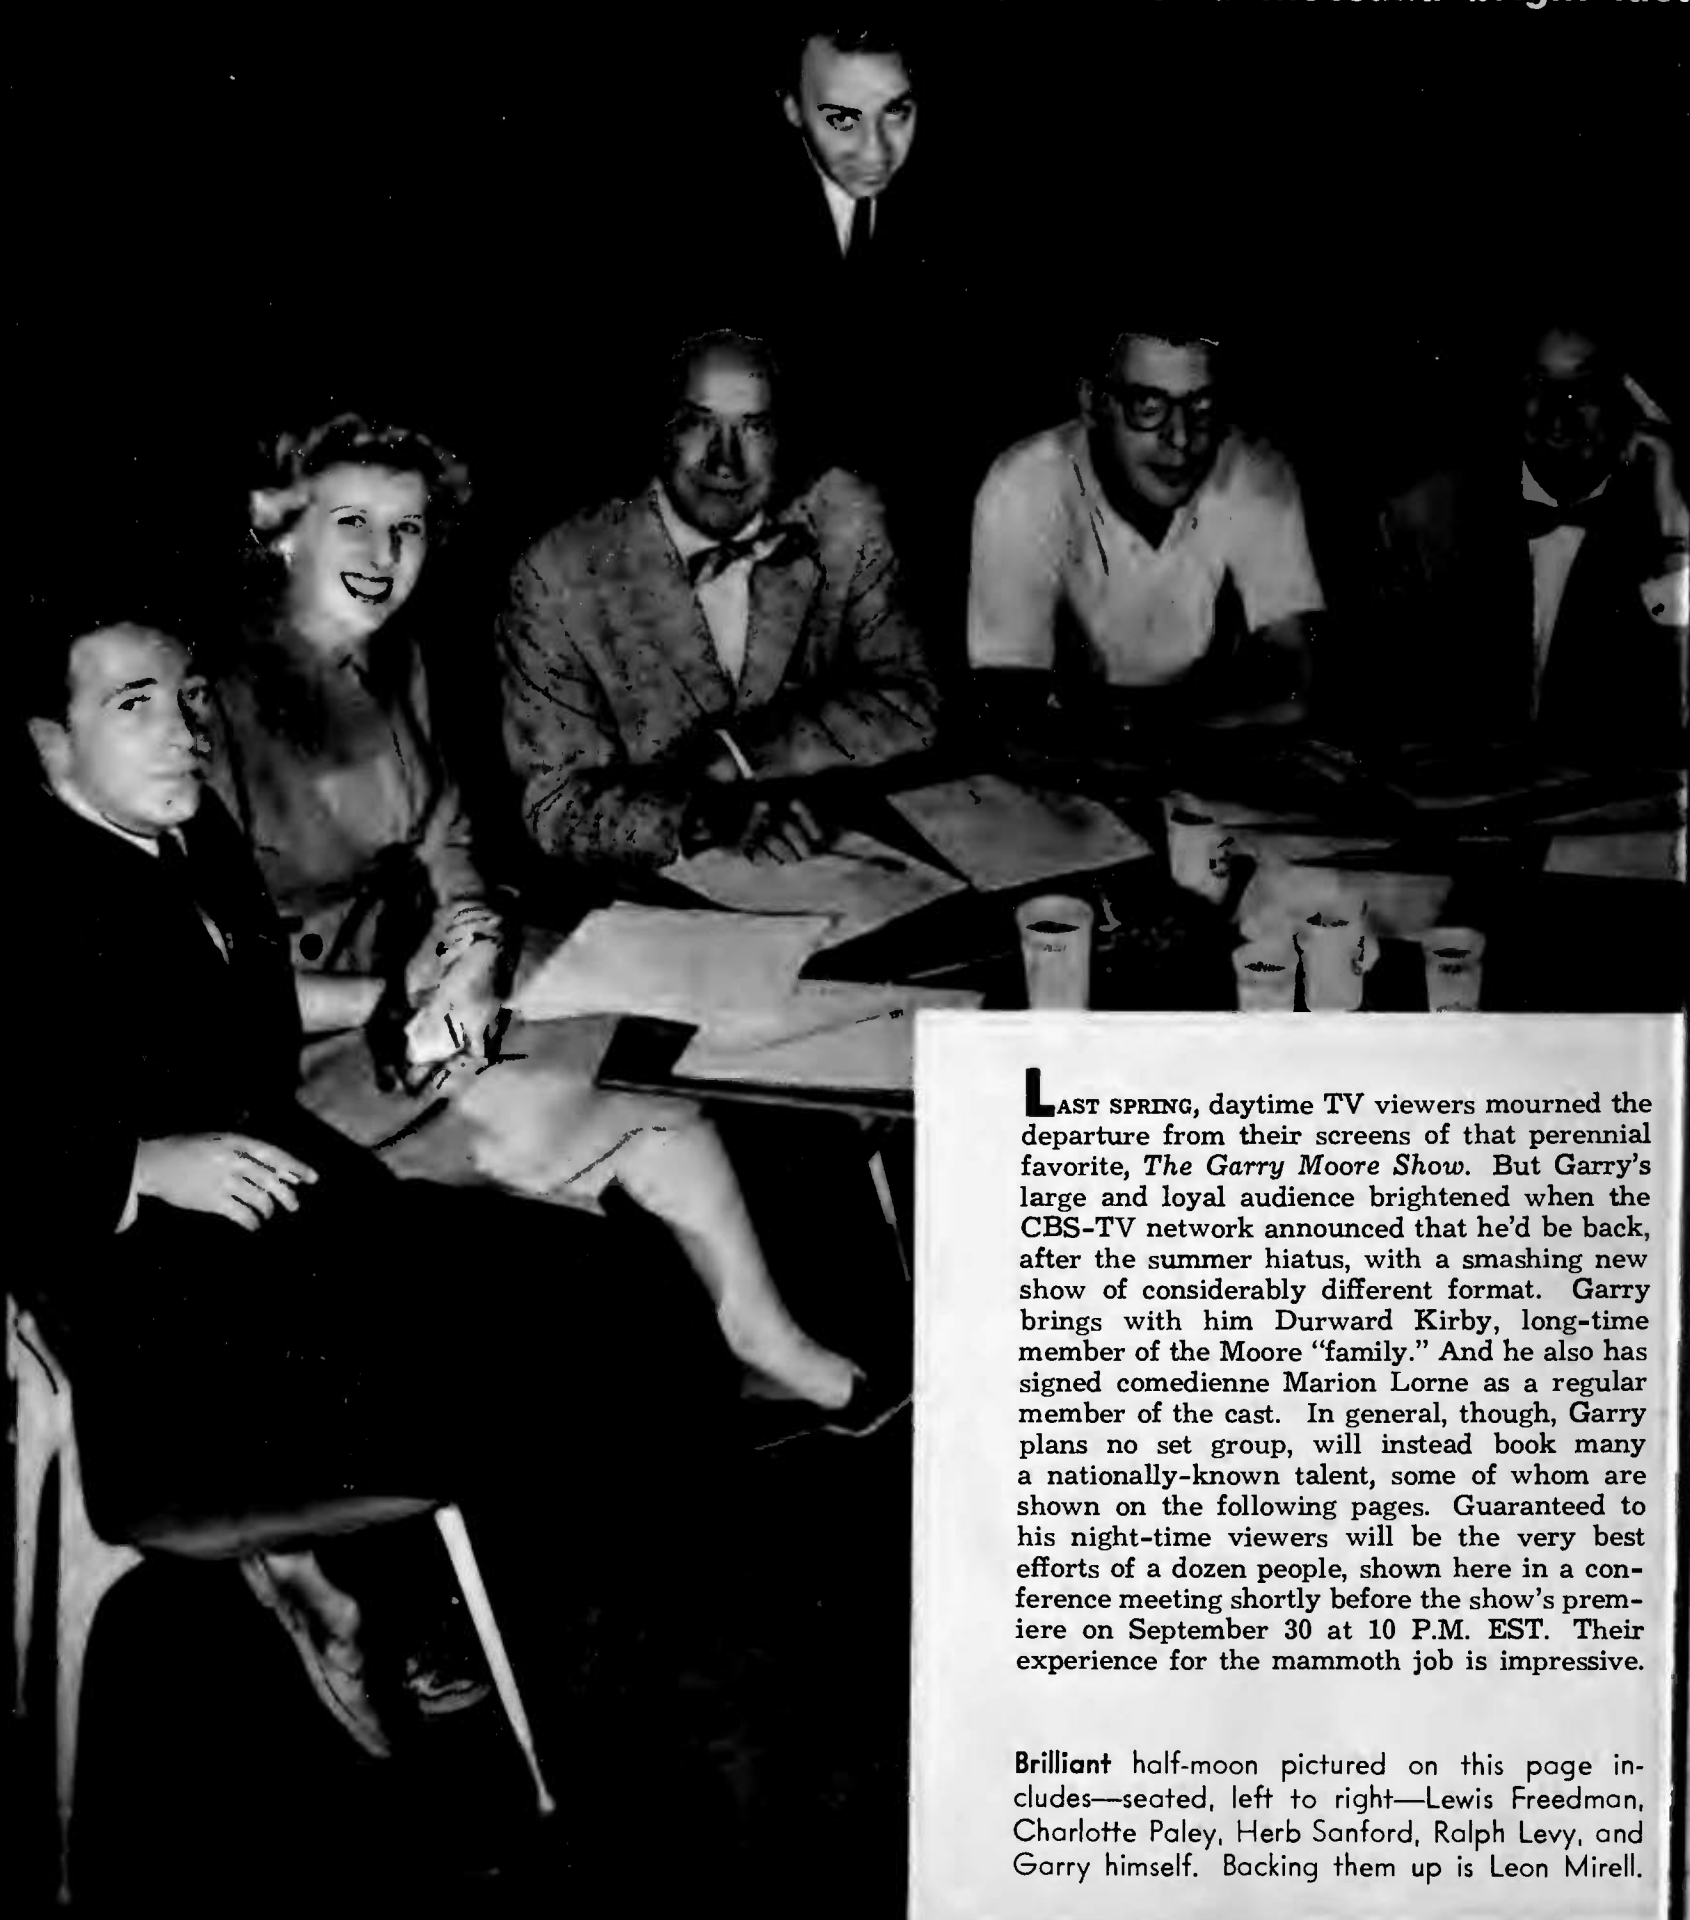 LAST SPRING, daytime TV viewers mourned the
departure from their screens of that perennial
favorite, The Garry Moore Show. But Garry's
large and loyal audience brightened when the
CBS-TV network announced that he'd be back,
after the summer hiatus, with a smashing new
show of considerably different format. Garry
brings with him Durward Kirby, long-time
member of the Moore “family.” And he also has
signed comedienne Marion Lorne as a regular
member of the cast. In general, though, Garry
plans no set group, will instead book many
a nationally-known talent, some of whom are
shown on the following pages. Guaranteed to
his night-time viewers will be the very best
efforts of a dozen people, shown here in a con-
ference meeting shortly before the show's prem-
iere on September 30 at 10 P.M. EST. Their
experience for the mammoth job is impressive.
Brilliant half-moon pictured on this page in-
cludes—seated, left to right—Lewis Freedman,
Charlotte Paley, Herb Sanford, Ralph Levy, and
Garry himself. Backing them up is Leon Mirell.